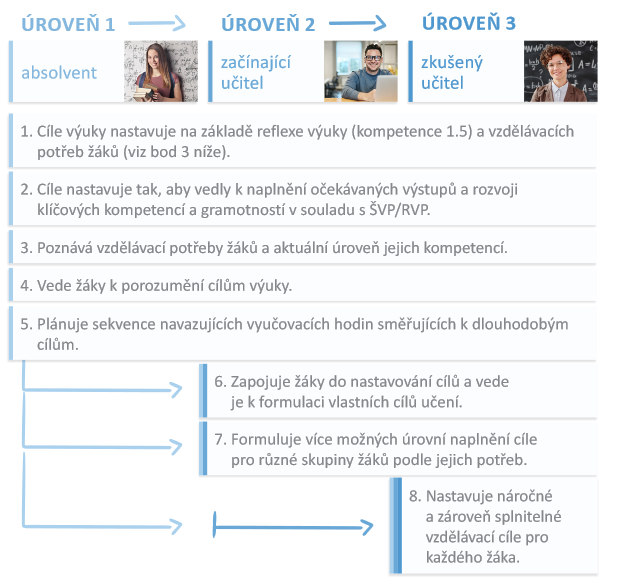 ÚROVEŇ 1
ÚROVEŇ 2
ÚROVEŇ 3
absolvent
začínající
učitel
zkušený
učitel
1. Cíle výuky nastavuje na základě reflexe výuky (kompetence 1.5) a vzdělávacích
potřeb žáků (viz bod 3 níže).
2. Cíle nastavuje tak, aby vedly k naplnění očekávaných výstupů a rozvoji
klíčových kompetencí a gramotností v souladu s ŠVP/RVP.
3. Poznává vzdělávací potřeby žáků a aktuální úroveň jejich kompetencí.
4. Vede žáky k porozumění cílům výuky.
5. Plánuje sekvence navazujících vyučovacích hodin směřujících k dlouhodobým
cílům.
6. Zapojuje žáky do nastavování cílů a vede
je k formulaci vlastních cílů učení.
7. Formuluje více možných úrovní naplnění cíle
pro různé skupiny žáků podle jejich potřeb.
8. Nastavuje náročné
a zároveň splnitelné
vzdělávací cíle pro
každého žáka.